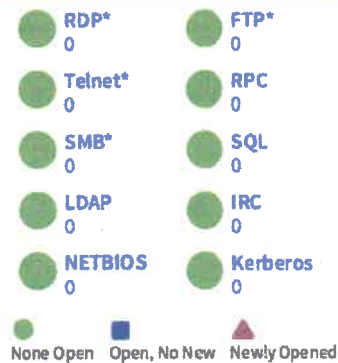 RDP*
0
FTP*
0
Telnet*
0
RPC
0
SMB*
0
SQL
0
LDAP
0
IRC
0
NETBIOS
0
Kerberos
0
None Open
Open, No New
Newly Opened